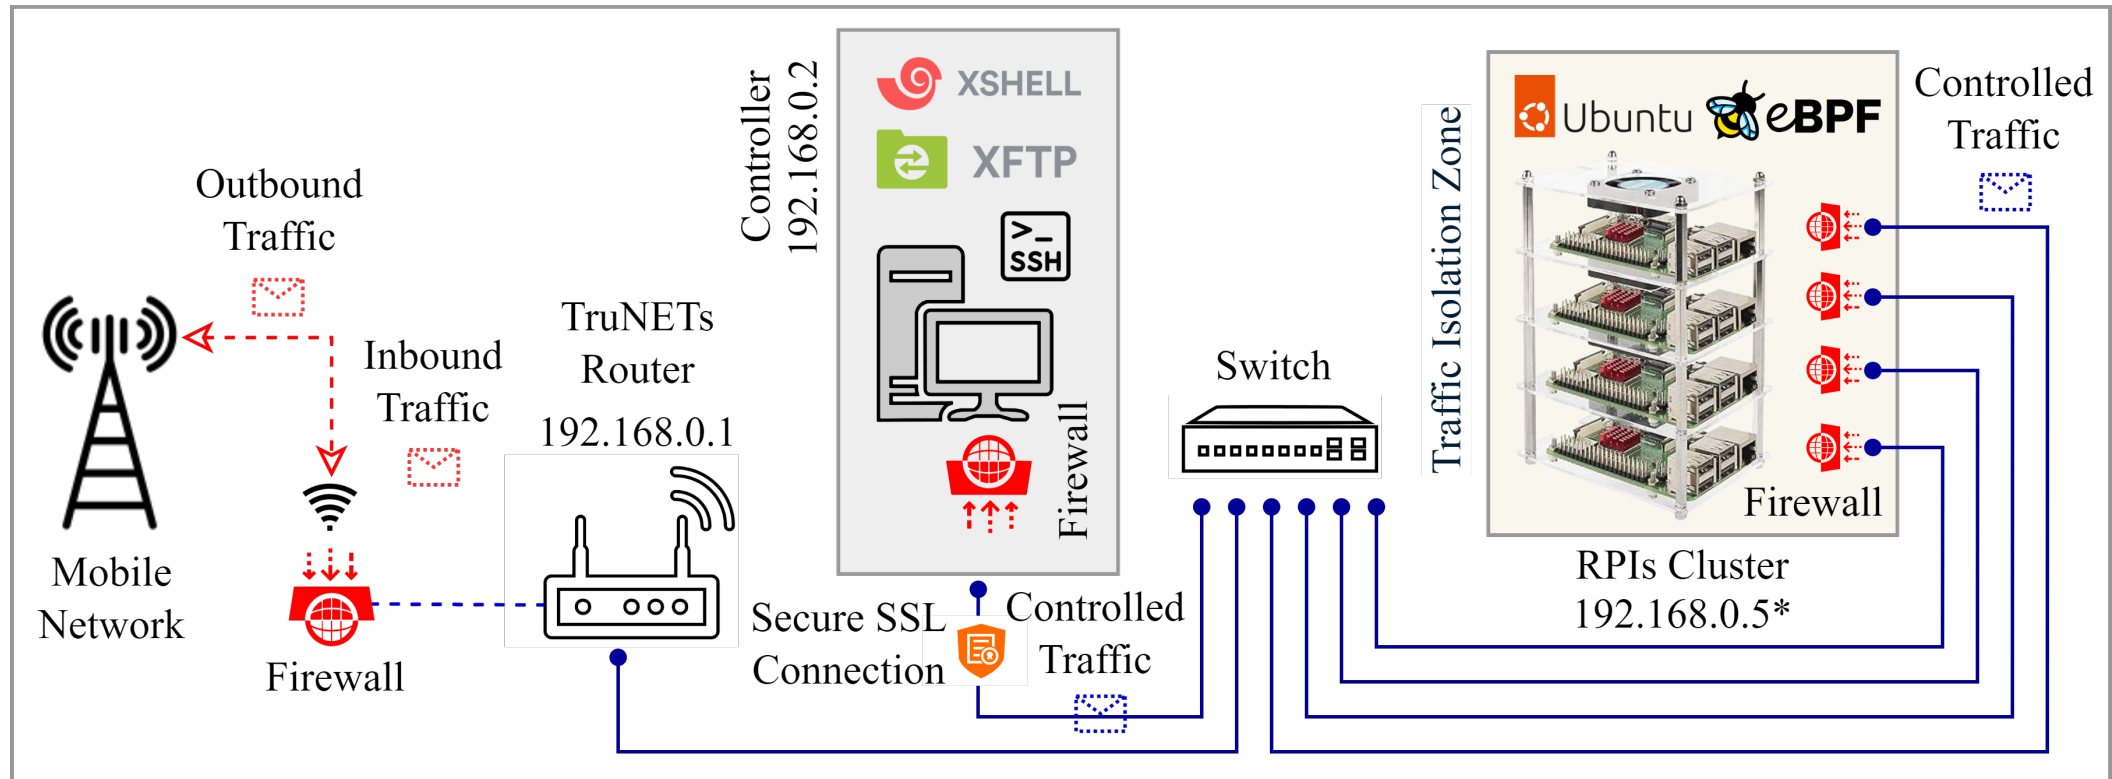 Outbound
Traffic
Inbound
Traffic
Mobile
Network
Firewall
TruNETs
Router
192.168.0.1
Controller
192.168.0.2
XSHELL
XFTP
>_
SSH
Firewall
Secure SSL
Connection
Controlled
Traffic
Switch
Traffic Isolation Zone
Ubuntu
eBPF
Firewall
RPIs Cluster
192.168.0.5*
Controlled
Traffic